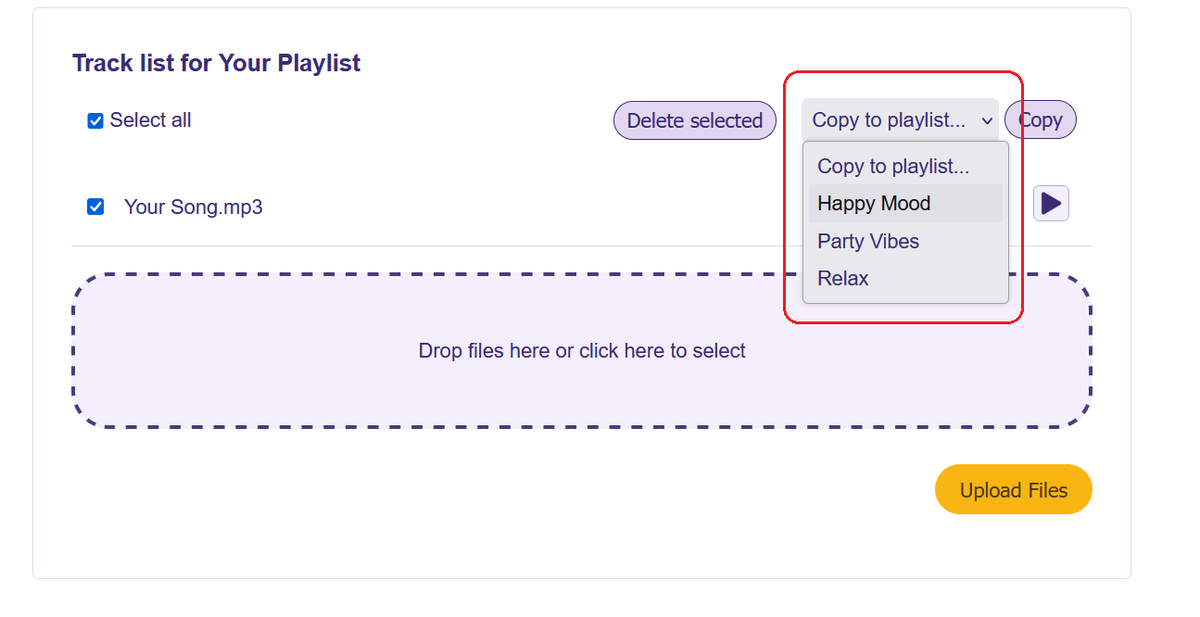 Track list for Your Playlist
Select all
Delete selected
Copy to playlist...
Copy
Copy to playlist...
Happy Mood
Party Vibes
Relax
Your Song.mp3
Drop files here or click here to select
Upload Files